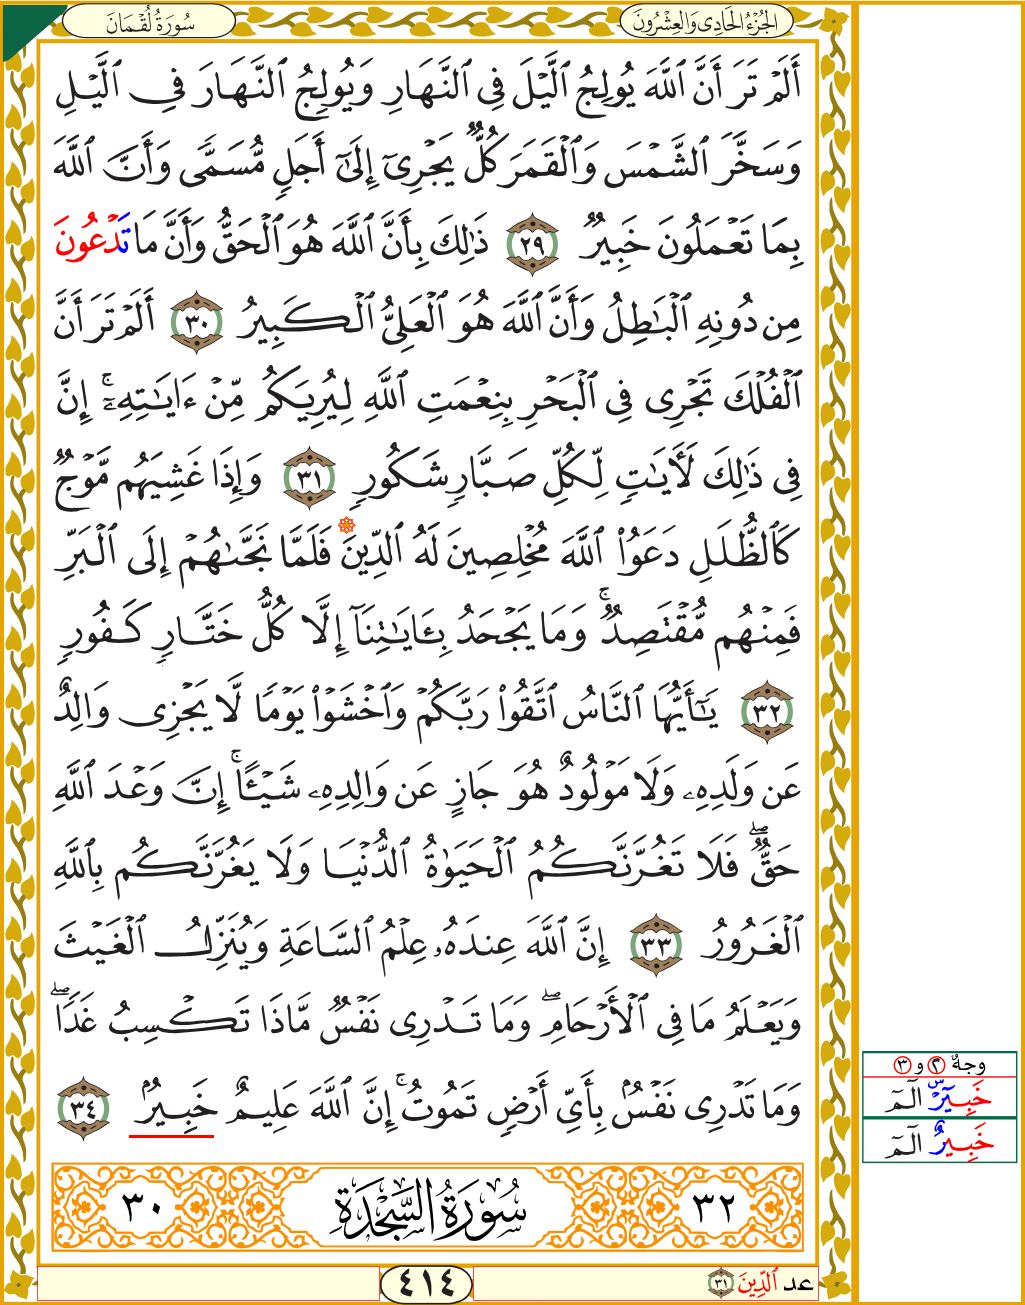 الجُزْءُ الحَادِى وَالعِشْرُونَ
سُورَةُ لُقْمَانَ
أَلَمْ تَرَ أَنَّ ٱللَّهَ يُولِجُ ٱلَّيْلَ فِى ٱلنَّهَارِ وَيُولِجُ ٱلنَّهَارَ فِى ٱلَّيْلِ
وَسَخَّرَ ٱلشَّمْسَ وَٱلْقَمَرَ كُلٌّ يَجْرِىٓ إِلَىٰٓ أَجَلٍ مُّسَمًّى وَأَنَّ ٱللَّهَ
بِمَا تَعْمَلُونَ خَبِيرٌ ٢٩ ذَٰلِكَ بِأَنَّ ٱللَّهَ هُوَ ٱلْحَقُّ وَأَنَّ مَا تَدْعُونَ
مِن دُونِهِ ٱلْبَٰطِلُ وَأَنَّ ٱللَّهَ هُوَ ٱلْعَلِىُّ ٱلْكَبِيرُ ٣٠ أَلَمْ تَرَ أَنَّ
ٱلْفُلْكَ تَجْرِى فِى ٱلْبَحْرِ بِنِعْمَتِ ٱللَّهِ لِيُرِيَكُم مِّنْ ءَايَٰتِهِۦٓ ۚ إِنَّ
فِى ذَٰلِكَ لَأٓيَٰتٍ لِّكُلِّ صَبَّارٍ شَكُورٍ ٣١ وَإِذَا غَشِيَهُم مَّوْجٌ
كَٱلظُّلَلِ دَعَوُا۟ ٱللَّهَ مُخْلِصِينَ لَهُ ٱلدِّينَ فَلَمَّا نَجَّىٰهُمْ إِلَى ٱلْبَرِّ
فَمِنْهُم مُّقْتَصِدٌ ۚ وَمَا يَجْحَدُ بِـَٔايَٰتِنَآ إِلَّا كُلُّ خَتَّارٍ كَفُورٍ
٣٢ يَٰٓأَيُّهَا ٱلنَّاسُ ٱتَّقُوا۟ رَبَّكُمْ وَٱخْشَوْا۟ يَوْمًا لَّا يَجْزِى وَالِدٌ
عَن وَلَدِهِۦ وَلَا مَوْلُودٌ هُوَ جَازٍ عَن وَالِدِهِۦ شَيْـًٔا ۚ إِنَّ وَعْدَ ٱللَّهِ
حَقٌّ ۖ فَلَا تَغُرَّنَّكُمُ ٱلْحَيَوٰةُ ٱلدُّنْيَا وَلَا يَغُرَّنَّكُم بِٱللَّهِ
ٱلْغَرُورُ ٣٣ إِنَّ ٱللَّهَ عِندَهُۥ عِلْمُ ٱلسَّاعَةِ وَيُنَزِّلُ ٱلْغَيْثَ
وَيَعْلَمُ مَا فِى ٱلْأَرْحَامِ ۖ وَمَا تَدْرِى نَفْسٌ مَّاذَا تَكْسِبُ غَدًا ۖ
وَمَا تَدْرِى نَفْسٌۢ بِأَىِّ أَرْضٍ تَمُوتُ ۚ إِنَّ ٱللَّهَ عَلِيمٌ خَبِيرٌۢ ٣٤
٣٢ سُورَةُ السَّجْدَةِ ٣٠
وجهُ ٢ و ٣
خَبِيرٌ الٓمٓ
خَبِيرٌ الٓمٓ
عد ٱلدِّينَ ٣١
٤١٤